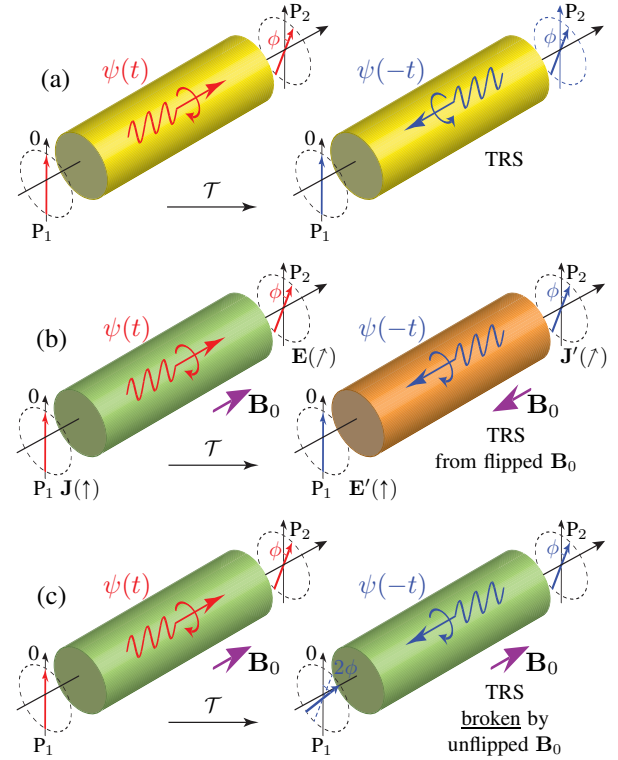 P₂
P₂
ϕ
ϕ
(a)
ψ(t)
ψ(−t)
0
0
TRS
𝒯
P₁
P₁
P₂
P₂
ϕ
ϕ
(b)
ψ(t)
ψ(−t)
E(↗)
J′(↗)
0
B₀
0
B₀
TRS
𝒯
from flipped B₀
P₁ J(↑)
P₁ E′(↑)
P₂
P₂
ϕ
ϕ
(c)
ψ(t)
ψ(−t)
0
B₀
0
2ϕ
B₀
TRS
𝒯
broken by
P₁
P₁
unflipped B₀